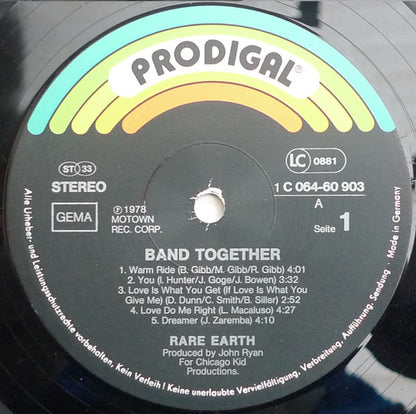 PRODIGAL®
ST 33
STEREO
GEMA
℗ 1978
MOTOWN
REC. CORP.
LC 0881
1 C 064-60 903
A
Seite 1
BAND TOGETHER
1. Warm Ride (B. Gibb/M. Gibb/R. Gibb) 4:01
2. You (I. Hunter/J. Goge/J. Bowen) 3:32
3. Love Is What You Get (If Love Is What You
Give Me) (D. Dunn/C. Smith/B. Siller) 2:52
4. Love Do Me Right (L. Macaluso) 4:27
5. Dreamer (J. Zaremba) 4:10
RARE EARTH
Produced by John Ryan
For Chicago Kid
Productions.
Alle Urheber- und Leistungsschutzrechte vorbehalten. Kein Verleih! Keine unerlaubte Vervielfältigung, Verbreitung, Aufführung, Sendung! Made in Germany